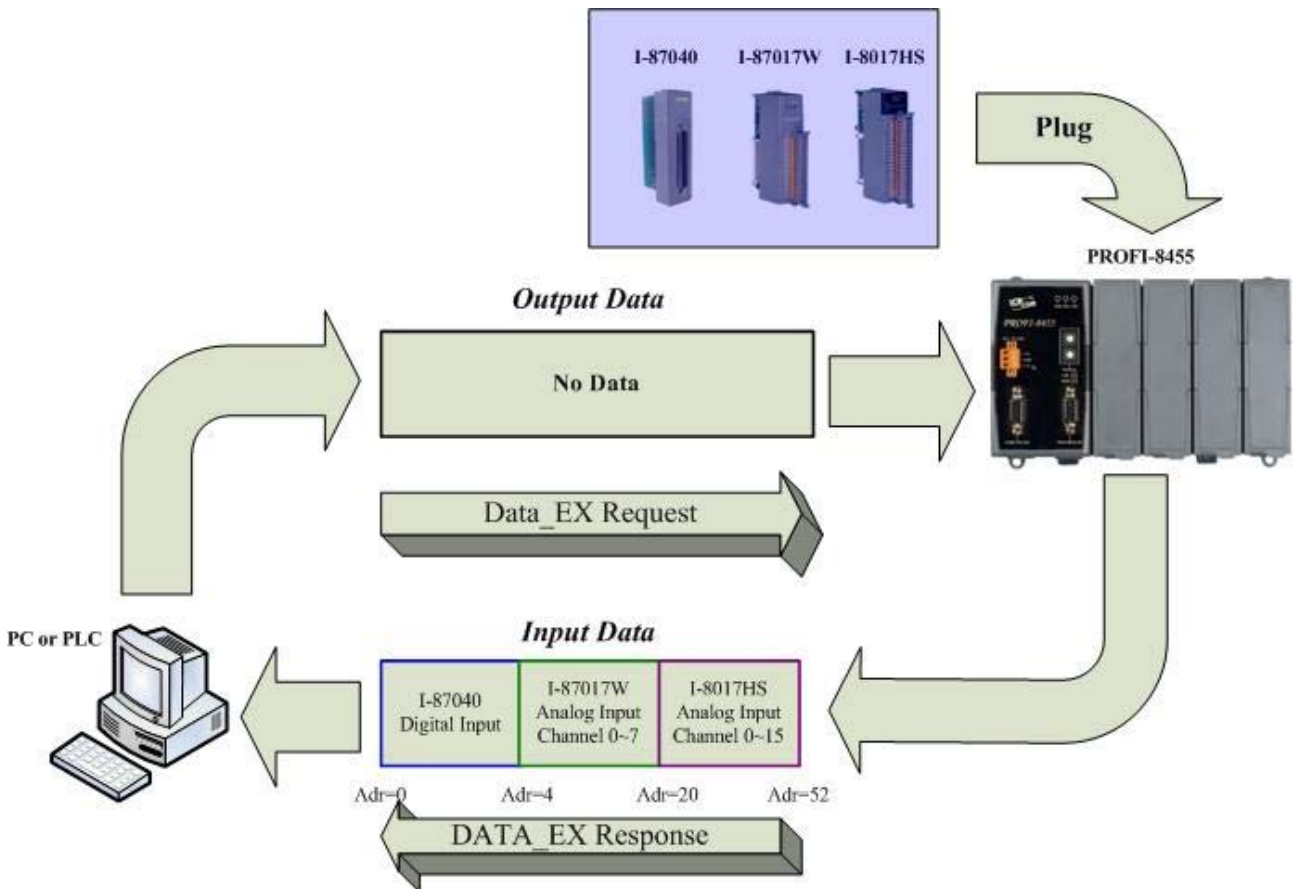 I-87040
I-87017W
I-8017HS
Plug
PROFI-8455
Output Data
No Data
PROFI-8455
Data_EX Request
PC or PLC
Input Data
I-87040
Digital Input
I-87017W
Analog Input
Channel 0~7
I-8017HS
Analog Input
Channel 0~15
Adr=0
Adr=4
Adr=20
Adr=52
DATA_EX Response